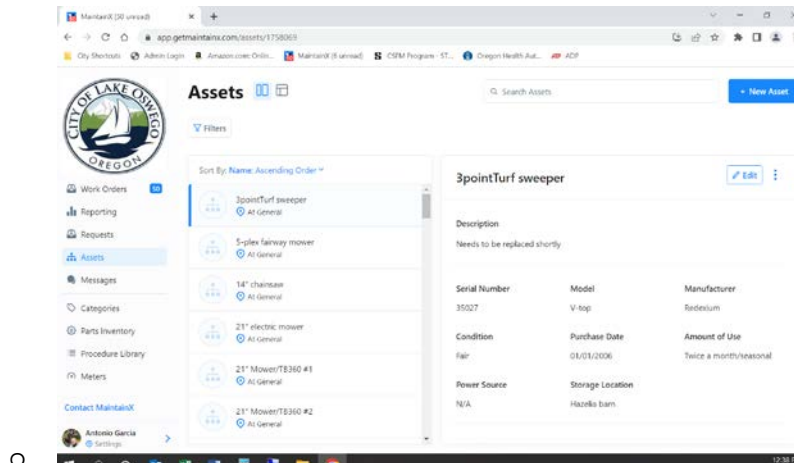 MaintainX (50 unread)
app.getmaintainx.com/assets/1758069
City Shortcuts Admin Login Amazon.com: Onlin... MaintainX (6 unread) CSFM Program - ST... Oregon Health Aut... ADP
CITY OF LAKE OSWEGO
OREGON
Work Orders 50
Reporting
Requests
Assets
Messages
Categories
Parts Inventory
Procedure Library
Meters
Contact MaintainX
Antonio Garcia
Settings
Assets
Search Assets
+ New Asset
Filters
Sort By: Name: Ascending Order
3pointTurf sweeper
At General
5-plex fairway mower
At General
14" chainsaw
At General
21" electric mower
At General
21" Mower/TB360 #1
At General
21" Mower/TB360 #2
At General
3pointTurf sweeper
Edit
Description
Needs to be replaced shortly
Serial Number Model Manufacturer
35027 V-top Redexium
Condition Purchase Date Amount of Use
Fair 01/01/2006 Twice a month/seasonal
Power Source Storage Location
N/A Hazelia barn